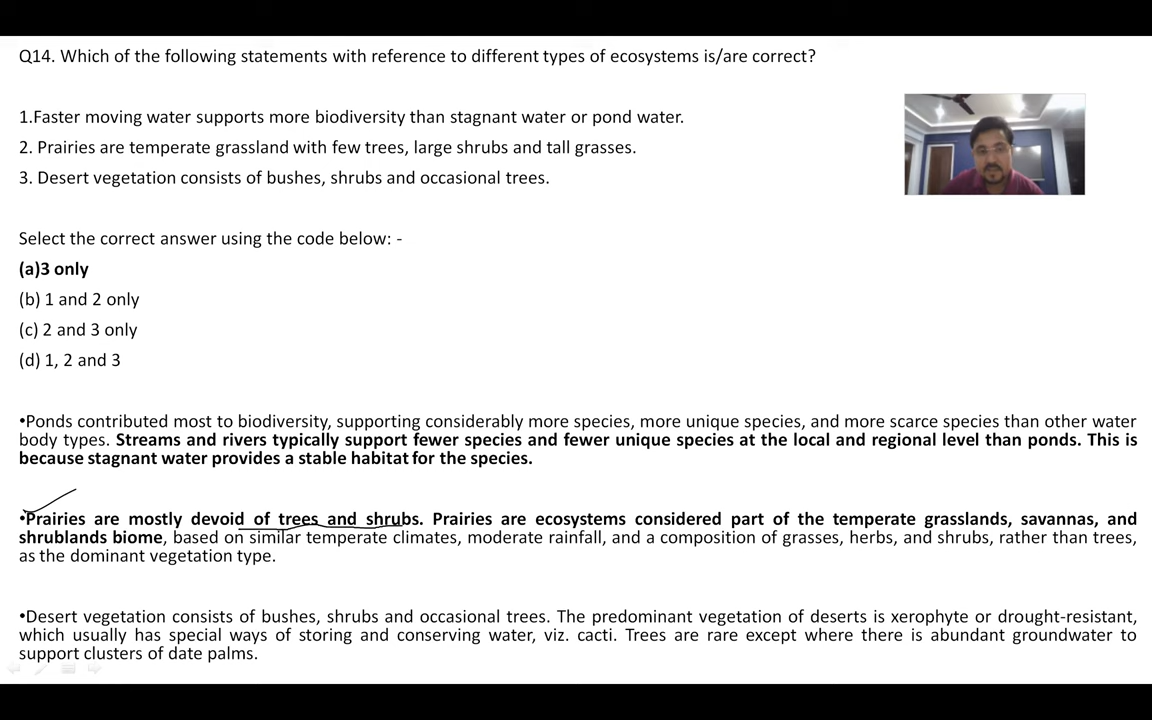 Q14. Which of the following statements with reference to different types of ecosystems is/are correct?
1.Faster moving water supports more biodiversity than stagnant water or pond water.
2. Prairies are temperate grassland with few trees, large shrubs and tall grasses.
3. Desert vegetation consists of bushes, shrubs and occasional trees.
Select the correct answer using the code below: -
(a)3 only
(b) 1 and 2 only
(c) 2 and 3 only
(d) 1, 2 and 3
•Ponds contributed most to biodiversity, supporting considerably more species, more unique species, and more scarce species than other water
body types. Streams and rivers typically support fewer species and fewer unique species at the local and regional level than ponds. This is
because stagnant water provides a stable habitat for the species.
•Prairies are mostly devoid of trees and shrubs. Prairies are ecosystems considered part of the temperate grasslands, savannas, and
shrublands biome, based on similar temperate climates, moderate rainfall, and a composition of grasses, herbs, and shrubs, rather than trees,
as the dominant vegetation type.
•Desert vegetation consists of bushes, shrubs and occasional trees. The predominant vegetation of deserts is xerophyte or drought-resistant,
which usually has special ways of storing and conserving water, viz. cacti. Trees are rare except where there is abundant groundwater to
support clusters of date palms.